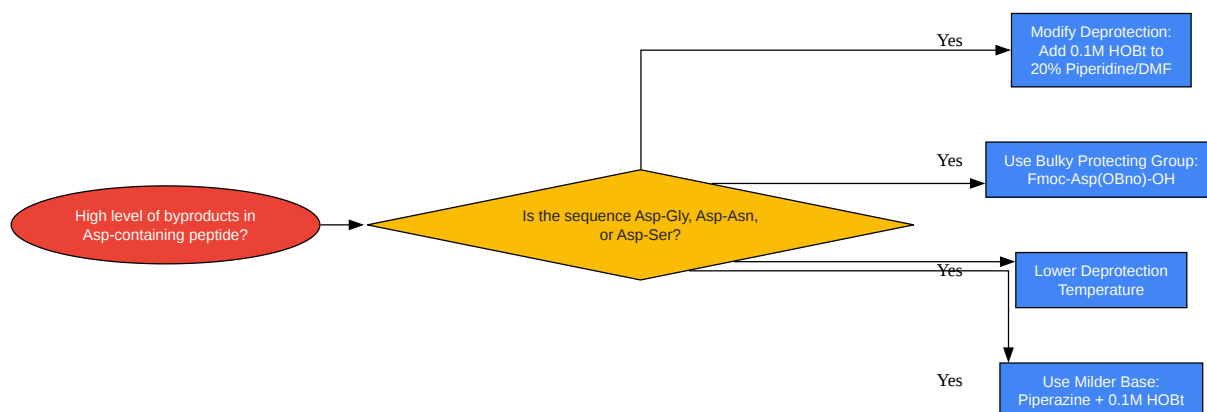 High level of byproducts in
Asp-containing peptide?
Is the sequence Asp-Gly, Asp-Asn,
or Asp-Ser?
Yes
Modify Deprotection:
Add 0.1M HOBt to
20% Piperidine/DMF
Yes
Use Bulky Protecting Group:
Fmoc-Asp(OBno)-OH
Yes
Lower Deprotection
Temperature
Yes
Use Milder Base:
Piperazine + 0.1M HOBt